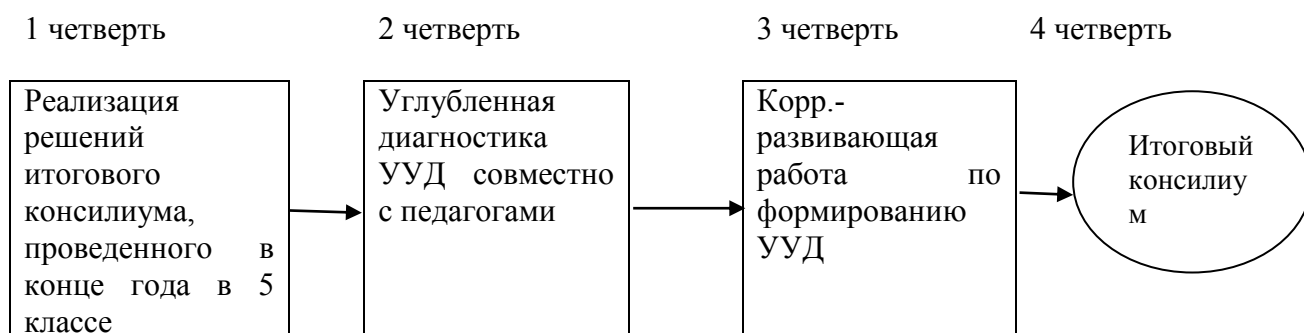 1 четверть 2 четверть 3 четверть 4 четверть
Реализация
решений
итогового
консилиума,
проведенного в
конце года в 5
классе
Углубленная
диагностика
УУД совместно
с педагогами
Корр.-
развивающая
работа по
формированию
УУД
Итоговый
консилиу
м